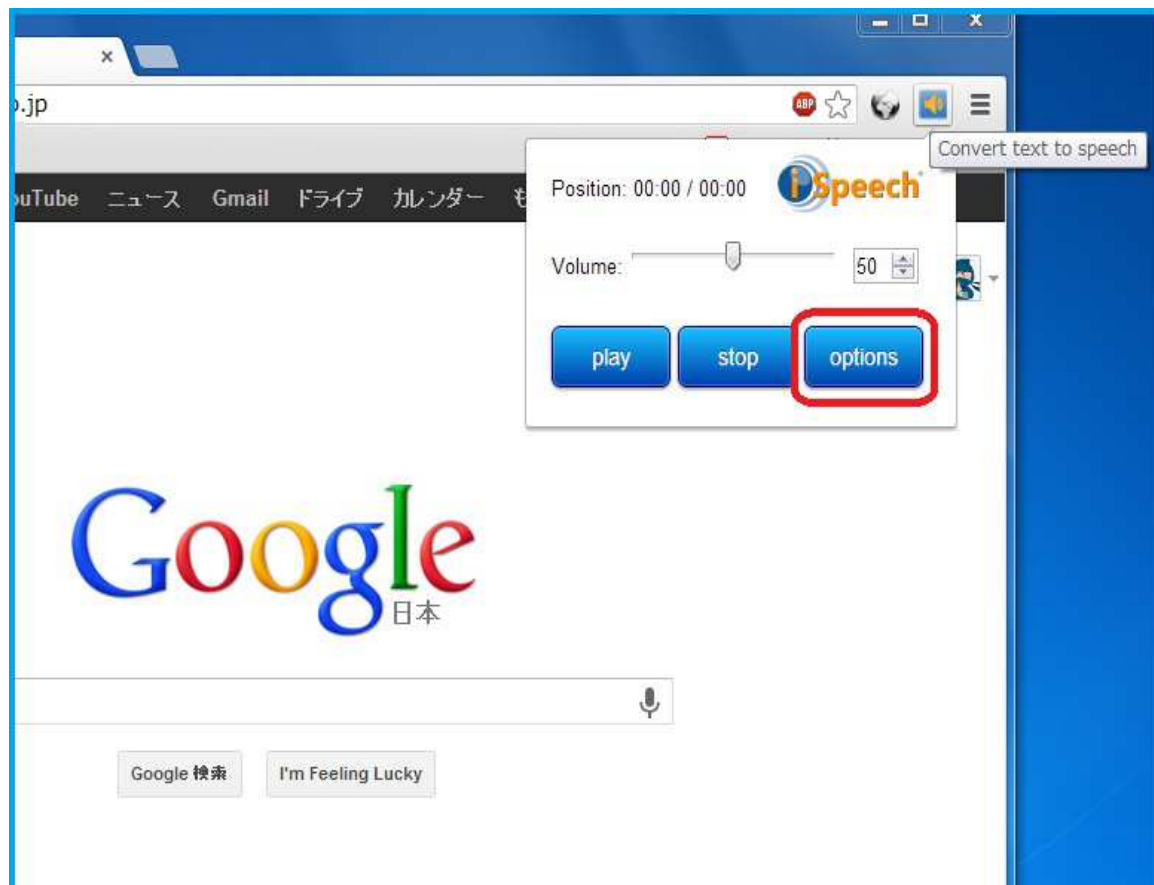 .jp
ABP
Convert text to speech
Position: 00:00 / 00:00
iSpeech
ニュース Gmail ドライブ カレンダー
Volume: 50
play stop options
Google
日本
Google 検索 I'm Feeling Lucky